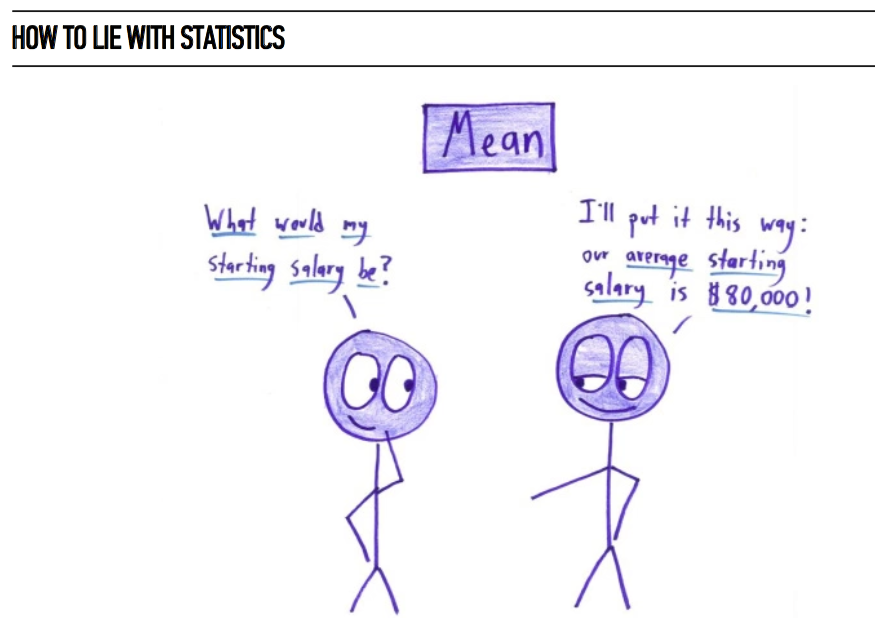 HOW TO LIE WITH STATISTICS
Mean
What would my
starting salary be?
I'll put it this way:
our average starting
salary is $80,000!